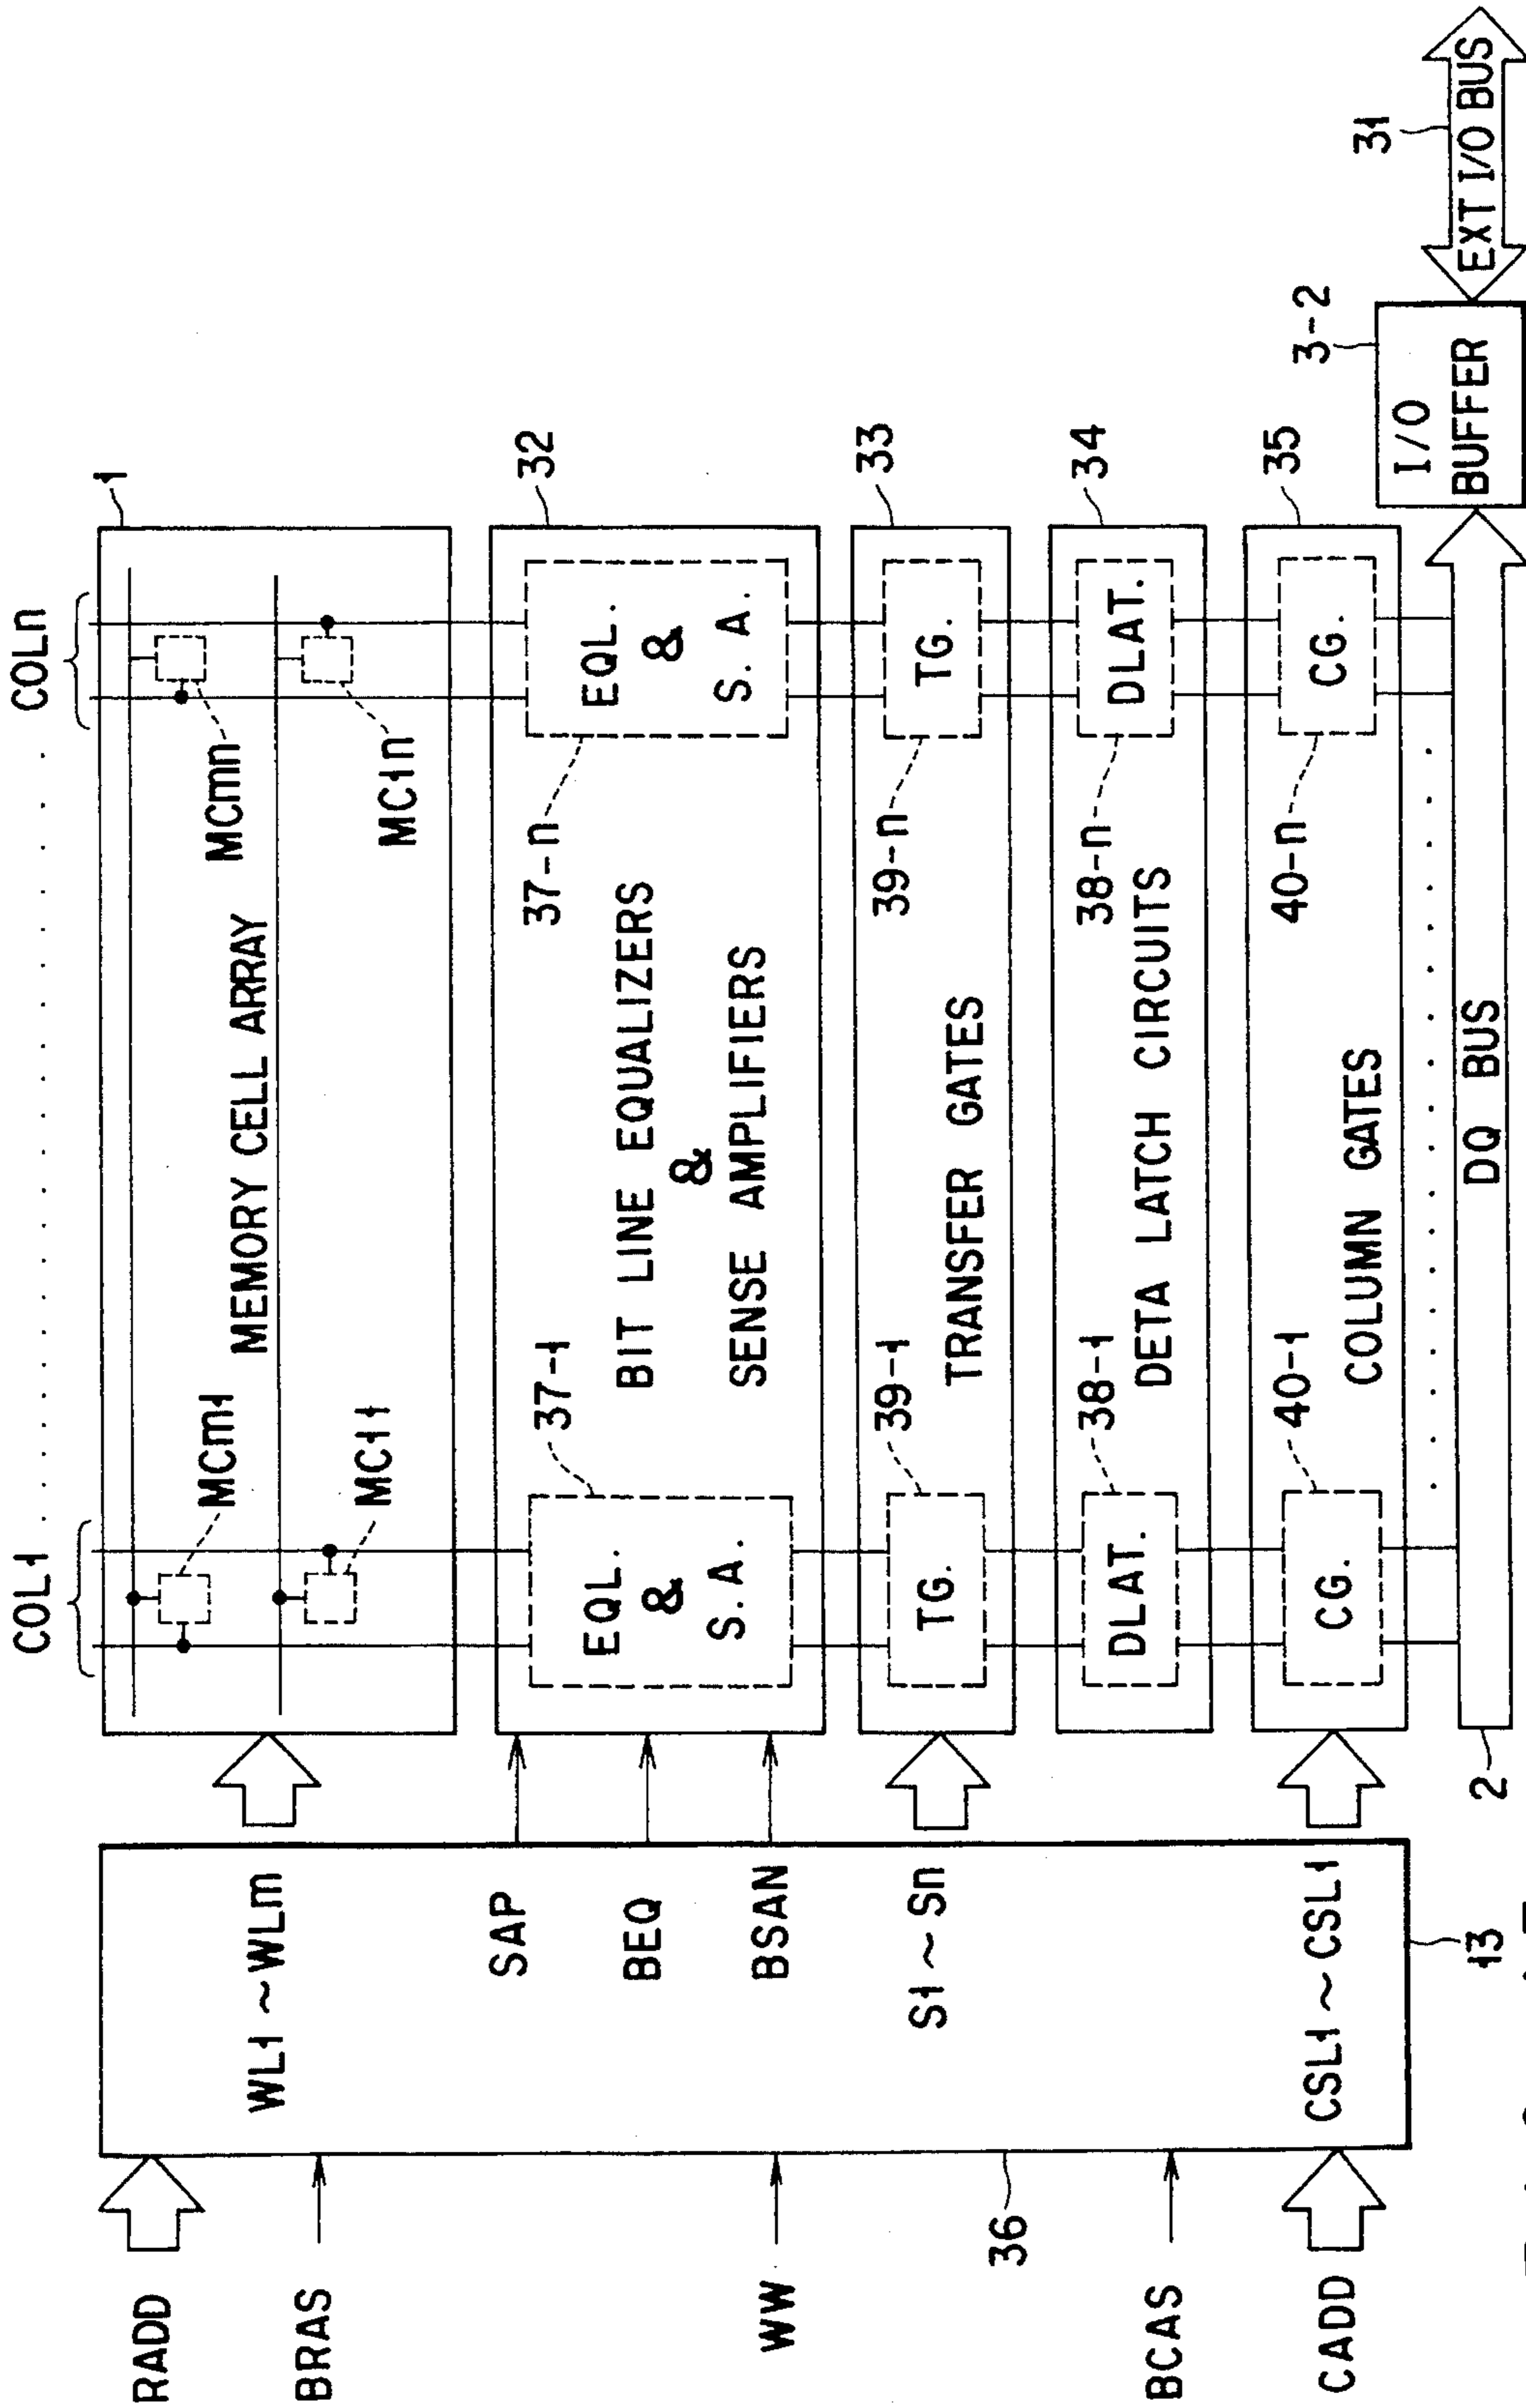 COL1 . . . . . . . . . . . . . COLn
1
MCm1
MCmn
MEMORY CELL ARRAY
MC11
MC1n
32
37-1
37-n
EQL.
&
S.A.
BIT LINE EQUALIZERS
&
SENSE AMPLIFIERS
EQL.
&
S. A.
33
39-1
39-n
TG.
TRANSFER GATES
TG.
34
38-1
38-n
DLAT.
DETA LATCH CIRCUITS
DLAT.
35
40-1
40-n
CG.
COLUMN GATES
CG.
2
DQ BUS
3-2
I/O
BUFFER
31
EXT I/O BUS
RADD
BRAS
WW
BCAS
CADD
36
WL1 ~ WLm
SAP
BEQ
BSAN
S1 ~ Sn
CSL1 ~ CSL1
13